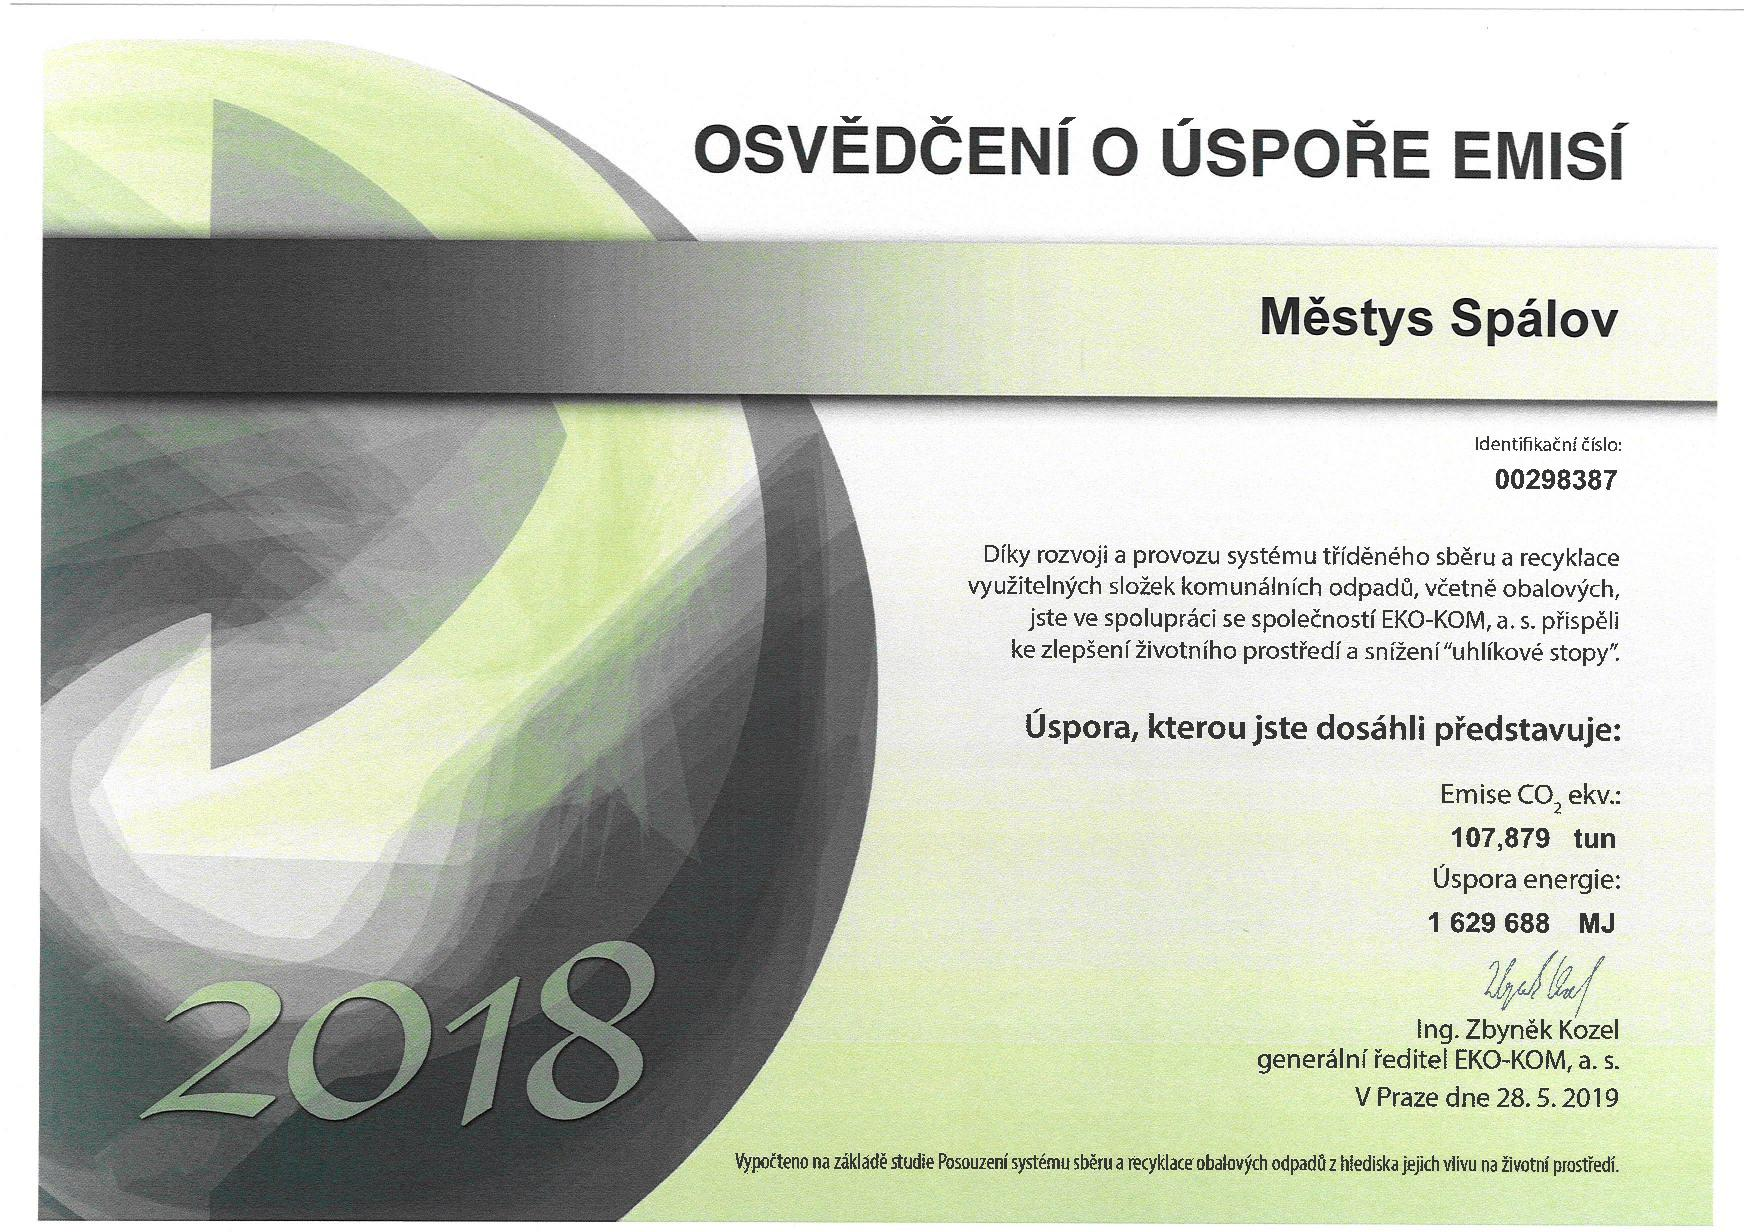 OSVĚDČENÍ O ÚSPOŘE EMISÍ
Městys Spálov
Identifikační číslo:
00298387
Díky rozvoji a provozu systému tříděného sběru a recyklace
využitelných složek komunálních odpadů, včetně obalových,
jste ve spolupráci se společností EKO-KOM, a. s. přispěli
ke zlepšení životního prostředí a snížení “uhlíkové stopy”.
Úspora, kterou jste dosáhli představuje:
Emise CO₂ ekv.:
107,879 tun
Úspora energie:
1 629 688 MJ
Ing. Zbyněk Kozel
generální ředitel EKO-KOM, a. s.
V Praze dne 28. 5. 2019
2018
Vypočteno na základě studie Posouzení systému sběru a recyklace obalových odpadů z hlediska jejich vlivu na životní prostředí.